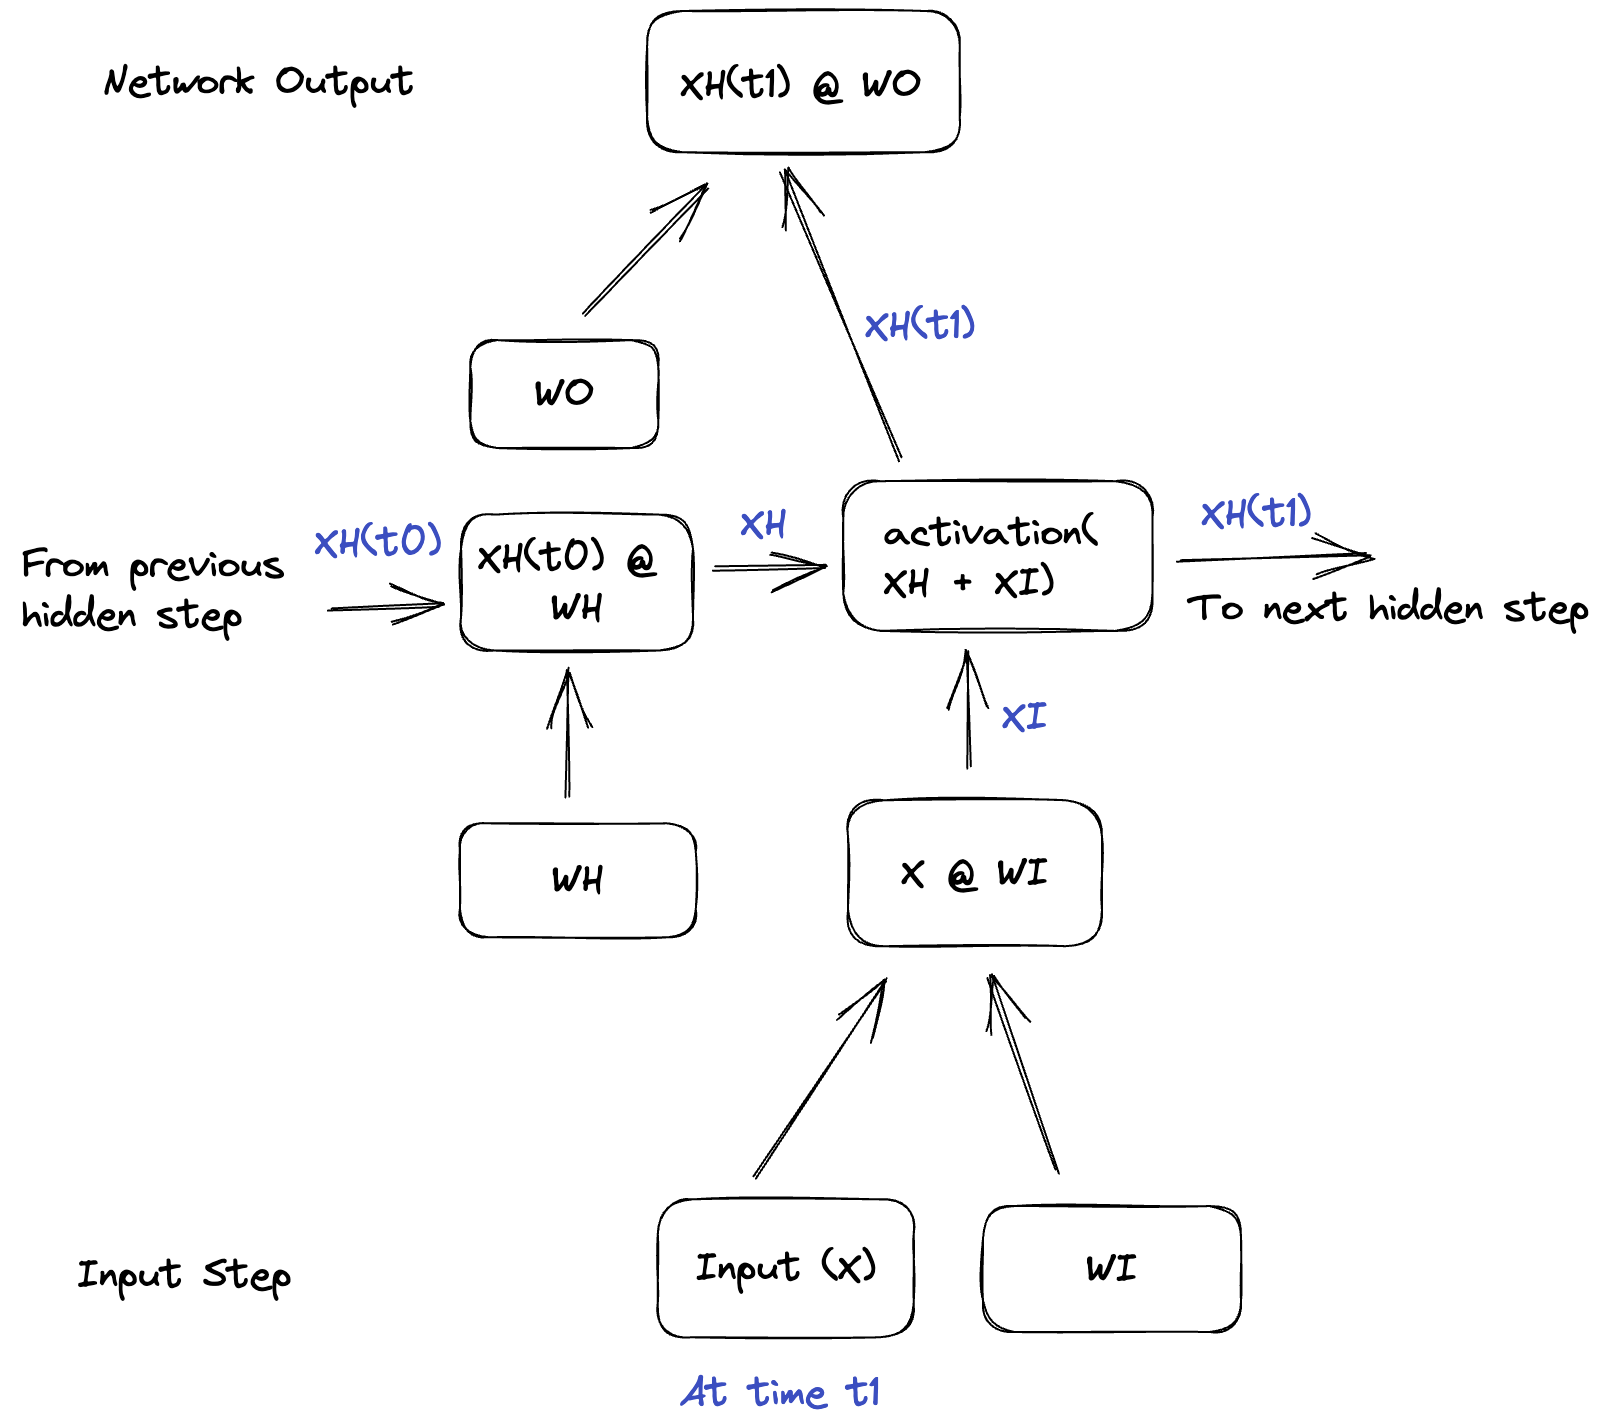 Network Output
XH(t1) @ WO
XH(t1)
WO
From previous
hidden step
XH(t0)
XH(t0) @
WH
XH
activation(
XH + XI)
XH(t1)
To next hidden step
XI
WH
X @ WI
Input Step
Input (X)
WI
At time t1